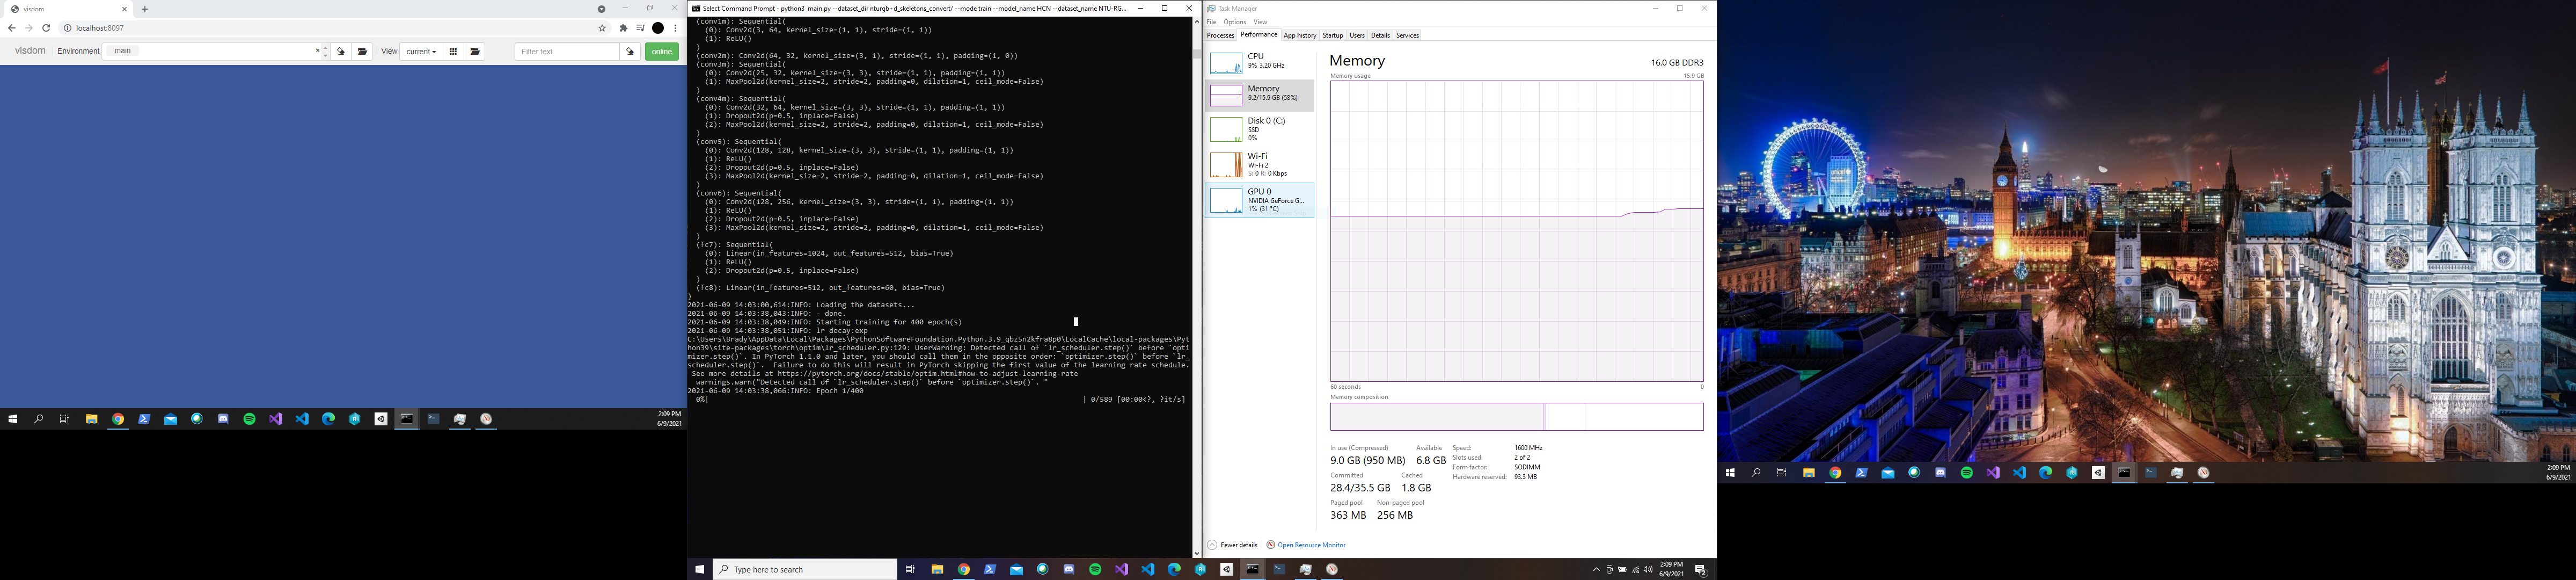 visdom
localhost:8097
visdom
Environment
main
View
current
Filter text
online
2:09 PM
6/9/2021
Select Command Prompt - python3 main.py --dataset_dir nturgb+d_skeletons_convert/ --mode train --model_name HCN --dataset_name NTU-RG...
(conv1m): Sequential(
(0): Conv2d(3, 64, kernel_size=(1, 1), stride=(1, 1))
(1): ReLU()
)
(conv2m): Conv2d(64, 32, kernel_size=(3, 1), stride=(1, 1), padding=(1, 0))
(conv3m): Sequential(
(0): Conv2d(25, 32, kernel_size=(3, 3), stride=(1, 1), padding=(1, 1))
(1): MaxPool2d(kernel_size=2, stride=2, padding=0, dilation=1, ceil_mode=False)
)
(conv4m): Sequential(
(0): Conv2d(32, 64, kernel_size=(3, 3), stride=(1, 1), padding=(1, 1))
(1): Dropout2d(p=0.5, inplace=False)
(2): MaxPool2d(kernel_size=2, stride=2, padding=0, dilation=1, ceil_mode=False)
)
(conv5): Sequential(
(0): Conv2d(128, 128, kernel_size=(3, 3), stride=(1, 1), padding=(1, 1))
(1): ReLU()
(2): Dropout2d(p=0.5, inplace=False)
(3): MaxPool2d(kernel_size=2, stride=2, padding=0, dilation=1, ceil_mode=False)
)
(conv6): Sequential(
(0): Conv2d(128, 256, kernel_size=(3, 3), stride=(1, 1), padding=(1, 1))
(1): ReLU()
(2): Dropout2d(p=0.5, inplace=False)
(3): MaxPool2d(kernel_size=2, stride=2, padding=0, dilation=1, ceil_mode=False)
)
(fc7): Sequential(
(0): Linear(in_features=1024, out_features=512, bias=True)
(1): ReLU()
(2): Dropout2d(p=0.5, inplace=False)
)
(fc8): Linear(in_features=512, out_features=60, bias=True)
)
2021-06-09 14:03:00,614:INFO: Loading the datasets...
2021-06-09 14:03:38,043:INFO: - done.
2021-06-09 14:03:38,049:INFO: Starting training for 400 epoch(s)
2021-06-09 14:03:38,051:INFO: lr decay:exp
C:\Users\Brady\AppData\Local\Packages\PythonSoftwareFoundation.Python.3.9_qbz5n2kfra8p0\LocalCache\local-packages\Pyt
hon39\site-packages\torch\optim\lr_scheduler.py:129: UserWarning: Detected call of `lr_scheduler.step()` before `opti
mizer.step()`. In PyTorch 1.1.0 and later, you should call them in the opposite order: `optimizer.step()` before `lr_
scheduler.step()`.  Failure to do this will result in PyTorch skipping the first value of the learning rate schedule.
See more details at https://pytorch.org/docs/stable/optim.html#how-to-adjust-learning-rate
warnings.warn("Detected call of `lr_scheduler.step()` before `optimizer.step()`. "
2021-06-09 14:03:38,066:INFO: Epoch 1/400
0%| | 0/589 [00:00<?, ?it/s]
Type here to search
Task Manager
File Options View
Processes Performance App history Startup Users Details Services
CPU
9% 3.20 GHz
Memory
9.2/15.9 GB (58%)
Disk 0 (C:)
SSD
0%
Wi-Fi
Wi-Fi 2
S: 0 R: 0 Kbps
GPU 0
NVIDIA GeForce G...
1% (31 °C)
Memory
16.0 GB DDR3
Memory usage
15.9 GB
60 seconds
0
Memory composition
In use (Compressed)
9.0 GB (950 MB)
Available
6.8 GB
Committed
28.4/35.5 GB
Cached
1.8 GB
Paged pool
363 MB
Non-paged pool
256 MB
Speed: 1600 MHz
Slots used: 2 of 2
Form factor: SODIMM
Hardware reserved: 93.3 MB
Fewer details
Open Resource Monitor
2:09 PM
6/9/2021
2
2:09 PM
6/9/2021